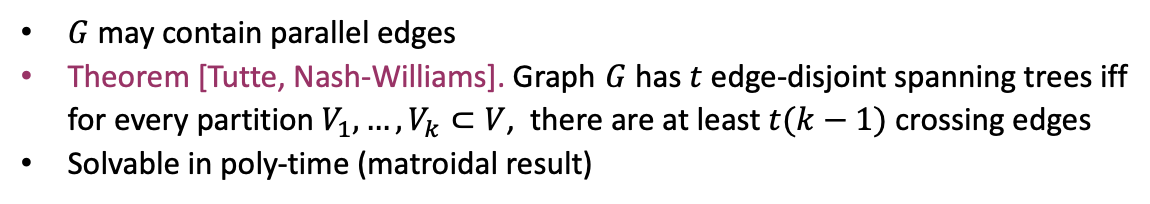 • G may contain parallel edges
• Theorem [Tutte, Nash-Williams]. Graph G has t edge-disjoint spanning trees iff
for every partition V₁, … , Vₖ ⊂ V, there are at least t(k − 1) crossing edges
• Solvable in poly-time (matroidal result)